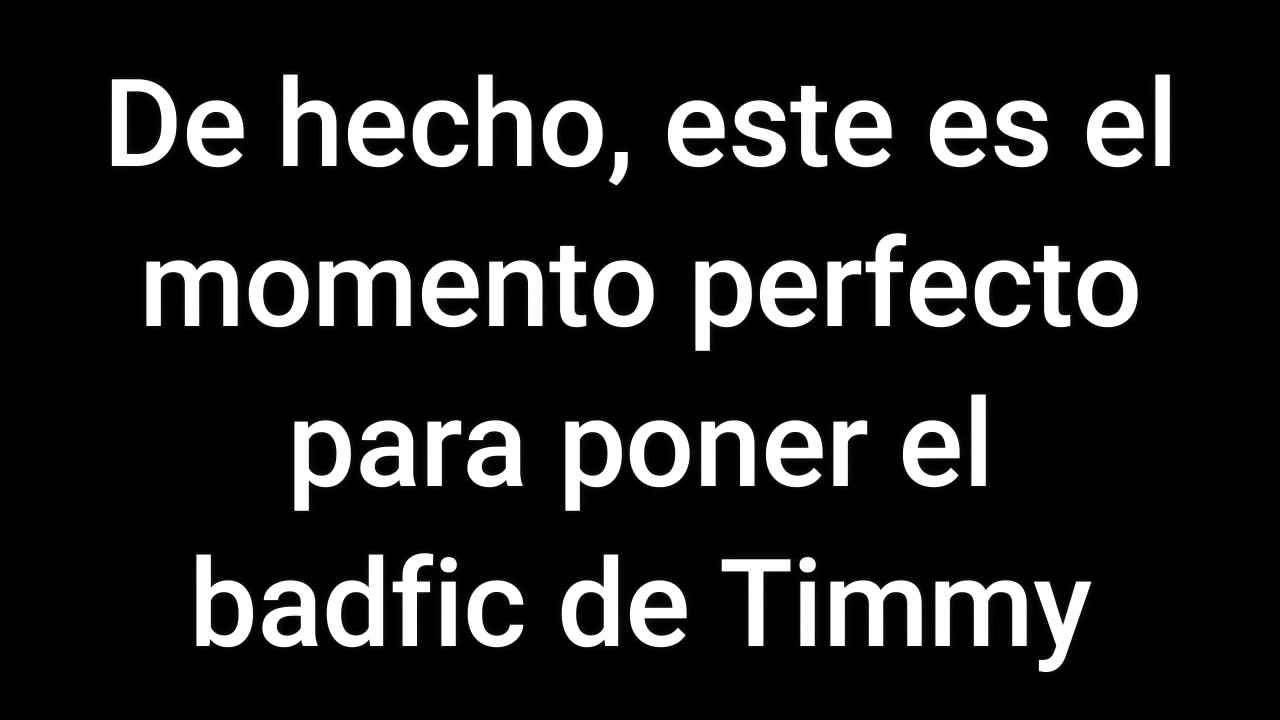 De hecho, este es el
momento perfecto
para poner el
badfic de Timmy